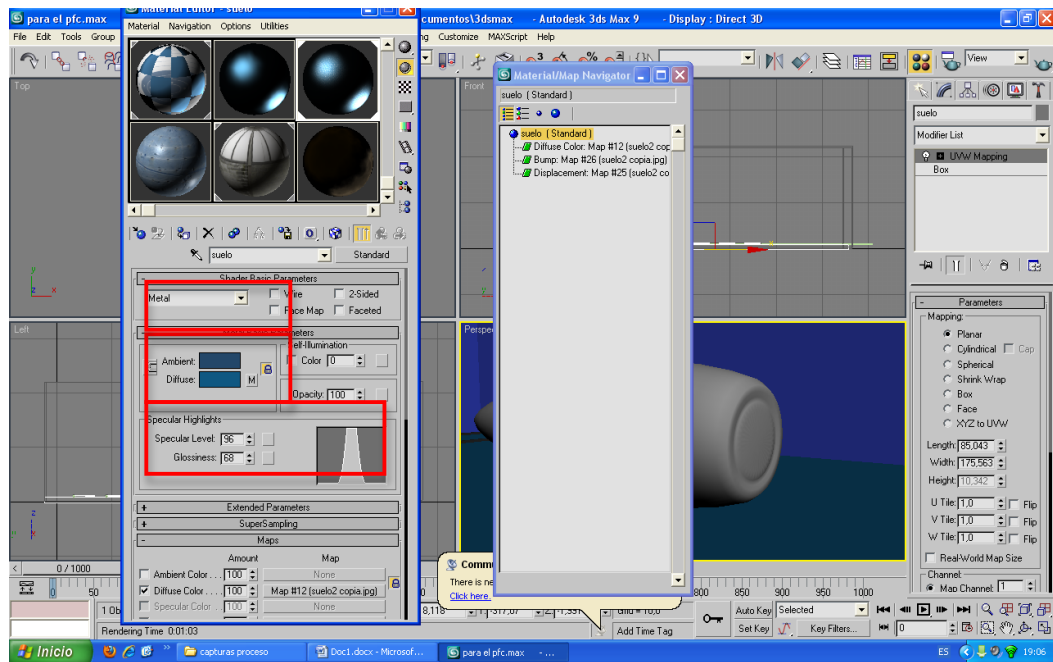 para el pfc.max
Material Editor - suelo
cumentos\3dsmax - Autodesk 3ds Max 9 - Display : Direct 3D
File Edit Tools Group
Material Navigation Options Utilities
Customize MAXScript Help
View
Top
Front
Material/Map Navigator
suelo (Standard)
suelo (Standard)
Diffuse Color: Map #12 (suelo2 cop
Bump: Map #26 (suelo2 copia.jpg)
Displacement: Map #25 (suelo2 co
suelo
Modifier List
UVW Mapping
Box
suelo
Standard
Shader Basic Parameters
Metal
Wire
2-Sided
Face Map
Faceted
Left
Perspe
Self-Illumination
Color 0
Ambient:
Diffuse:
M
Opacity: 100
Specular Highlights
Specular Level: 96
Glossiness: 68
Extended Parameters
SuperSampling
Maps
Amount Map
Ambient Color . . . 100 None
Diffuse Color . . . . 100 Map #12 (suelo2 copia.jpg)
Specular Color . . 100 None
Parameters
Mapping:
Planar
Cylindrical Cap
Spherical
Shrink Wrap
Box
Face
XYZ to UVW
Length: 85,043
Width: 175,563
Height: 10,342
U Tile: 1,0 Flip
V Tile: 1,0 Flip
W Tile: 1,0 Flip
Real-World Map Size
Channel:
Map Channel: 1
0 / 1000
0 50
800 850 900 950 1000
Commu
There is ne
Click here.
1 Ob
8,118
Grid = 10,0
Auto Key Selected
Rendering Time 0:01:03
Add Time Tag
Set Key Key Filters...
0
Inicio
capturas proceso
Doc1.docx - Microsof...
para el pfc.max - ...
ES
19:06